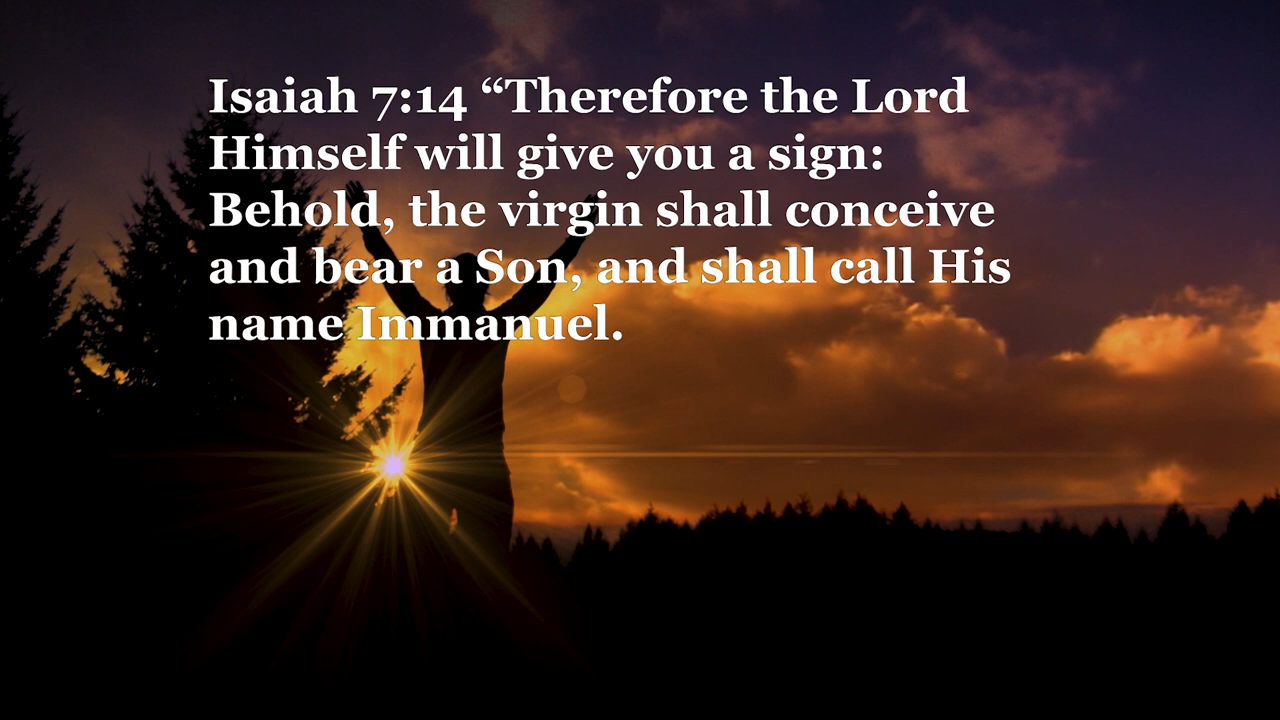 Isaiah 7:14 “Therefore the Lord
Himself will give you a sign:
Behold, the virgin shall conceive
and bear a Son, and shall call His
name Immanuel.